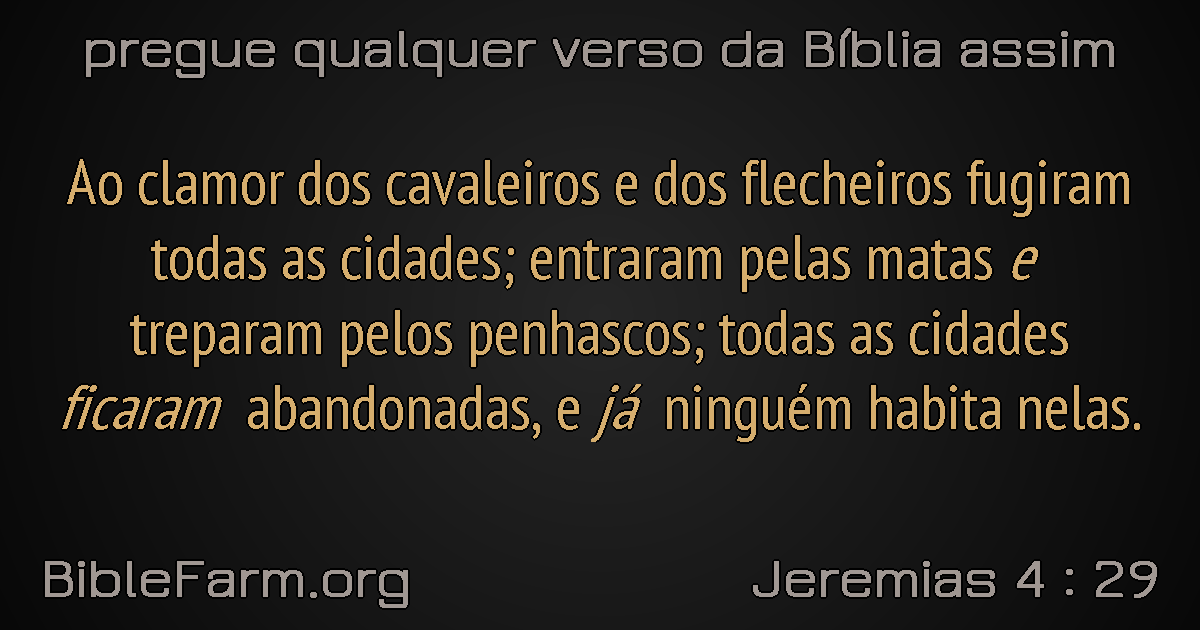 pregue qualquer verso da Bíblia assim
Ao clamor dos cavaleiros e dos flecheiros fugiram
todas as cidades; entraram pelas matas e
treparam pelos penhascos; todas as cidades
ficaram abandonadas, e já ninguém habita nelas.
BibleFarm.org
Jeremias 4 : 29